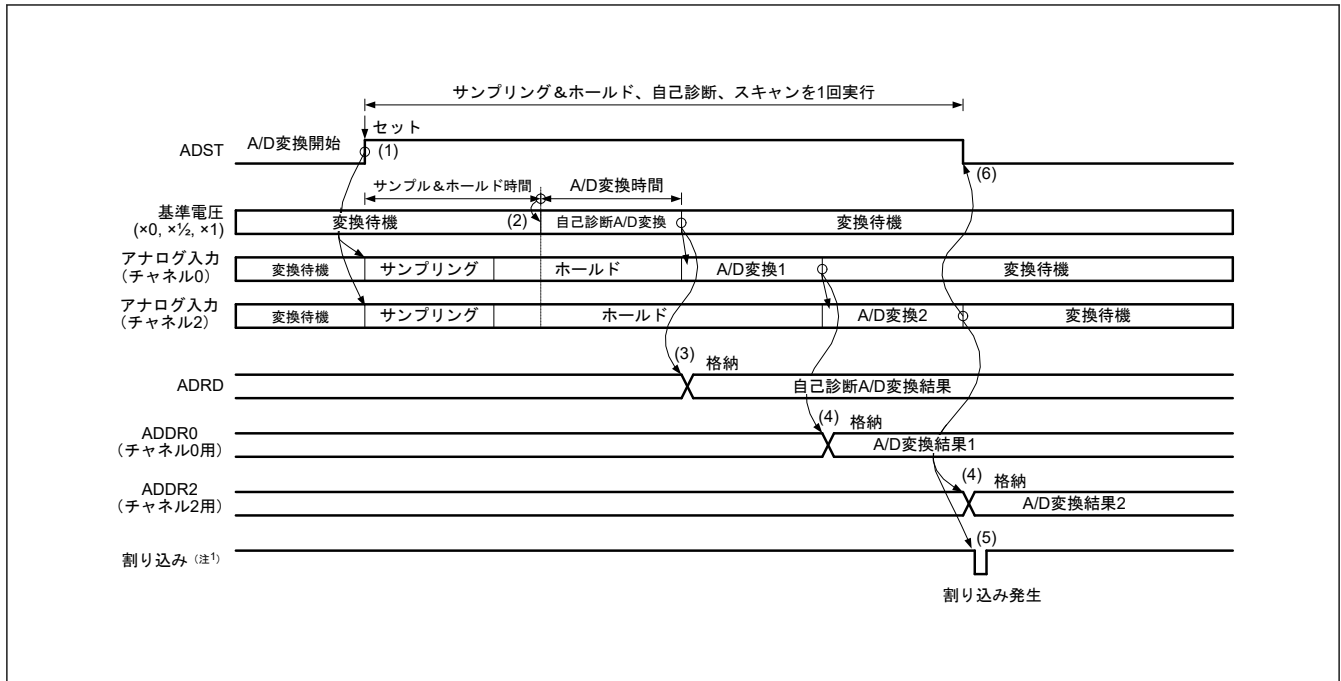 サンプリング＆ホールド、自己診断、スキャンを1回実行
セット
ADST
A/D変換開始
(1)
(6)
サンプル＆ホールド時間
A/D変換時間
基準電圧
(×0, ×½, ×1)
変換待機
(2)
自己診断A/D変換
変換待機
アナログ入力
（チャネル0）
変換待機
サンプリング
ホールド
A/D変換1
変換待機
アナログ入力
（チャネル2）
変換待機
サンプリング
ホールド
A/D変換2
変換待機
(3)
格納
ADRD
自己診断A/D変換結果
(4)
格納
ADDR0
（チャネル0用）
A/D変換結果1
(4)
格納
ADDR2
（チャネル2用）
A/D変換結果2
(5)
割り込み（注1）
割り込み発生